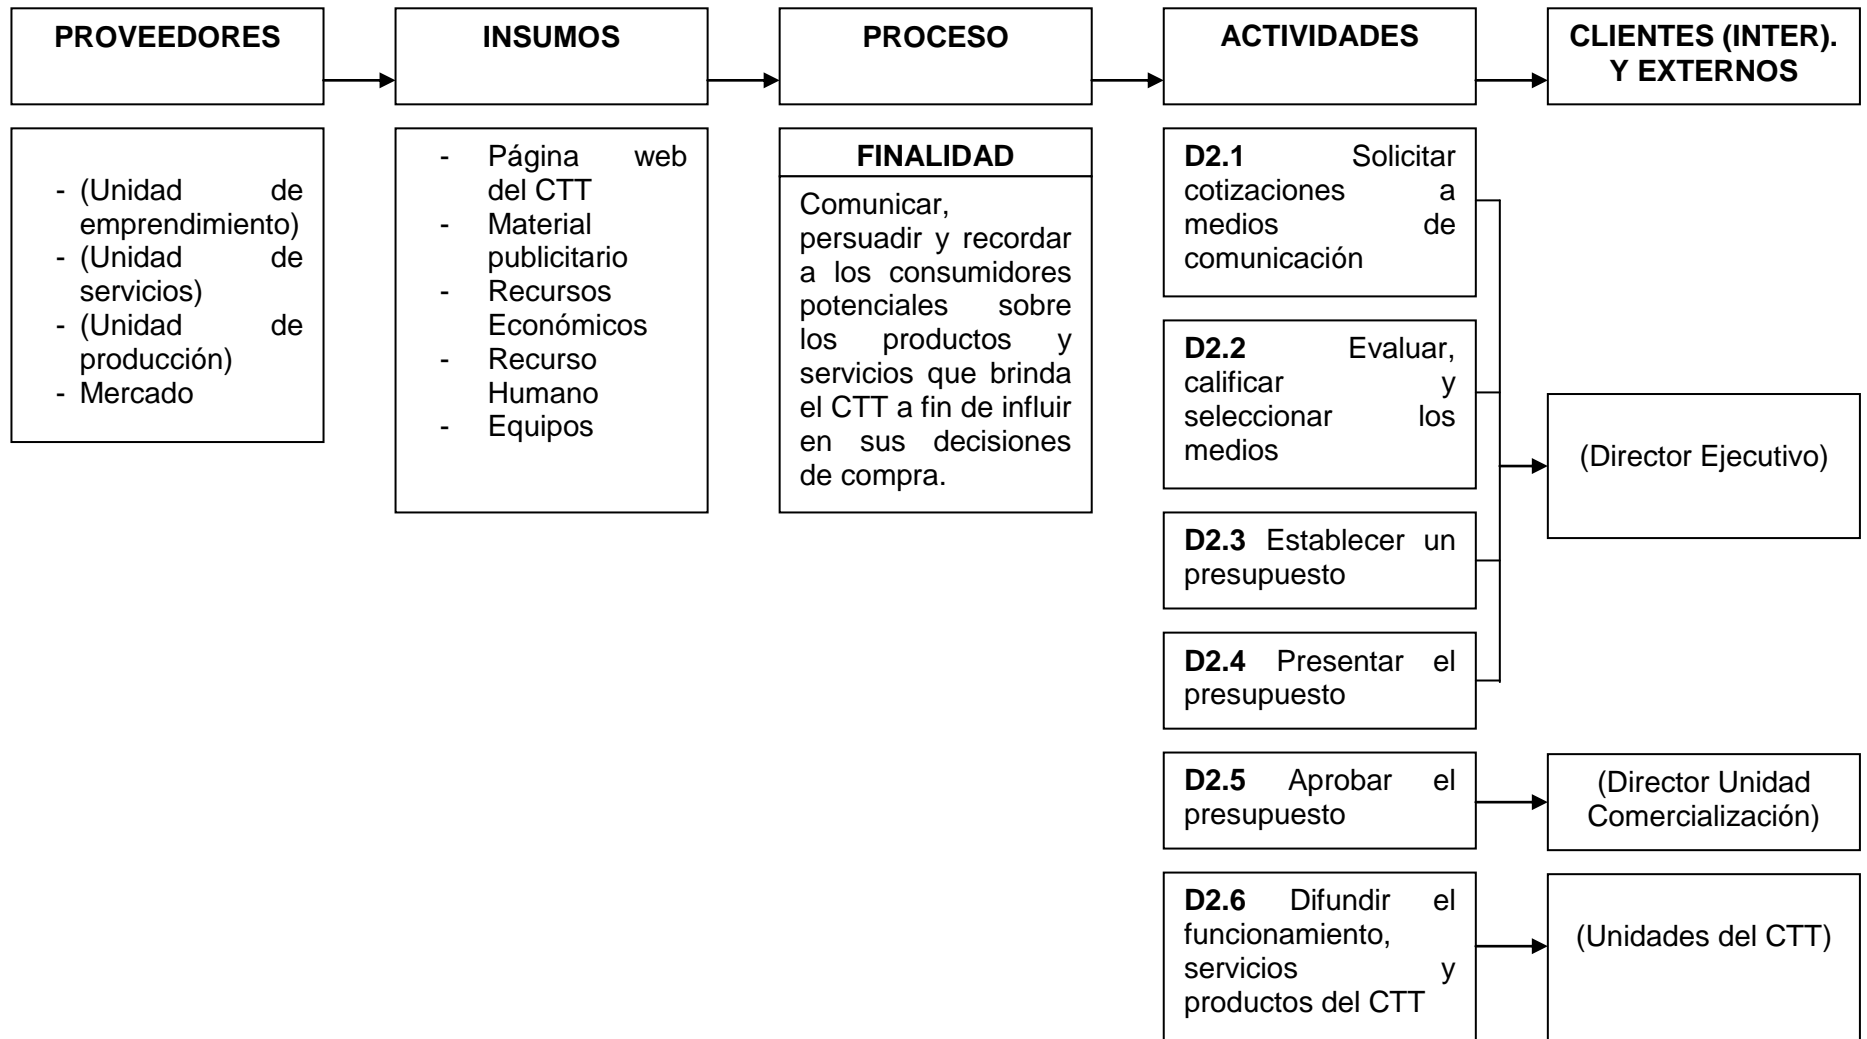 PROVEEDORES
INSUMOS
PROCESO
ACTIVIDADES
CLIENTES (INTER).
Y EXTERNOS
- (Unidad de
emprendimiento)
- (Unidad de
servicios)
- (Unidad de
producción)
- Mercado
- Página web
del CTT
- Material
publicitario
- Recursos
Económicos
- Recurso
Humano
- Equipos
FINALIDAD
Comunicar,
persuadir y recordar
a los consumidores
potenciales sobre
los productos y
servicios que brinda
el CTT a fin de influir
en sus decisiones
de compra.
D2.1 Solicitar
cotizaciones a
medios de
comunicación
D2.2 Evaluar,
calificar y
seleccionar los
medios
D2.3 Establecer un
presupuesto
D2.4 Presentar el
presupuesto
(Director Ejecutivo)
D2.5 Aprobar el
presupuesto
(Director Unidad
Comercialización)
D2.6 Difundir el
funcionamiento,
servicios y
productos del CTT
(Unidades del CTT)